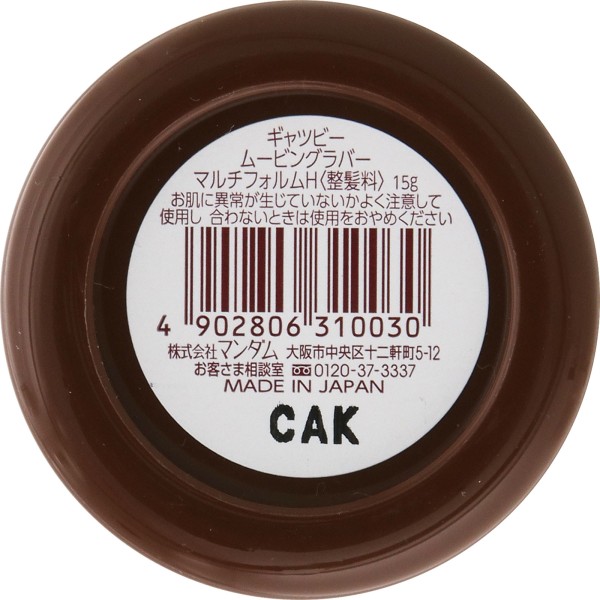 ギャツビー
ムービングラバー
マルチフォルムH〈整髪料〉15g
お肌に異常が生じていないかよく注意して
使用し 合わないときは使用をおやめください
4 902806 310030
株式会社 マンダム 大阪市中央区十二軒町5-12
お客さま相談室 0120-37-3337
MADE IN JAPAN
CAK